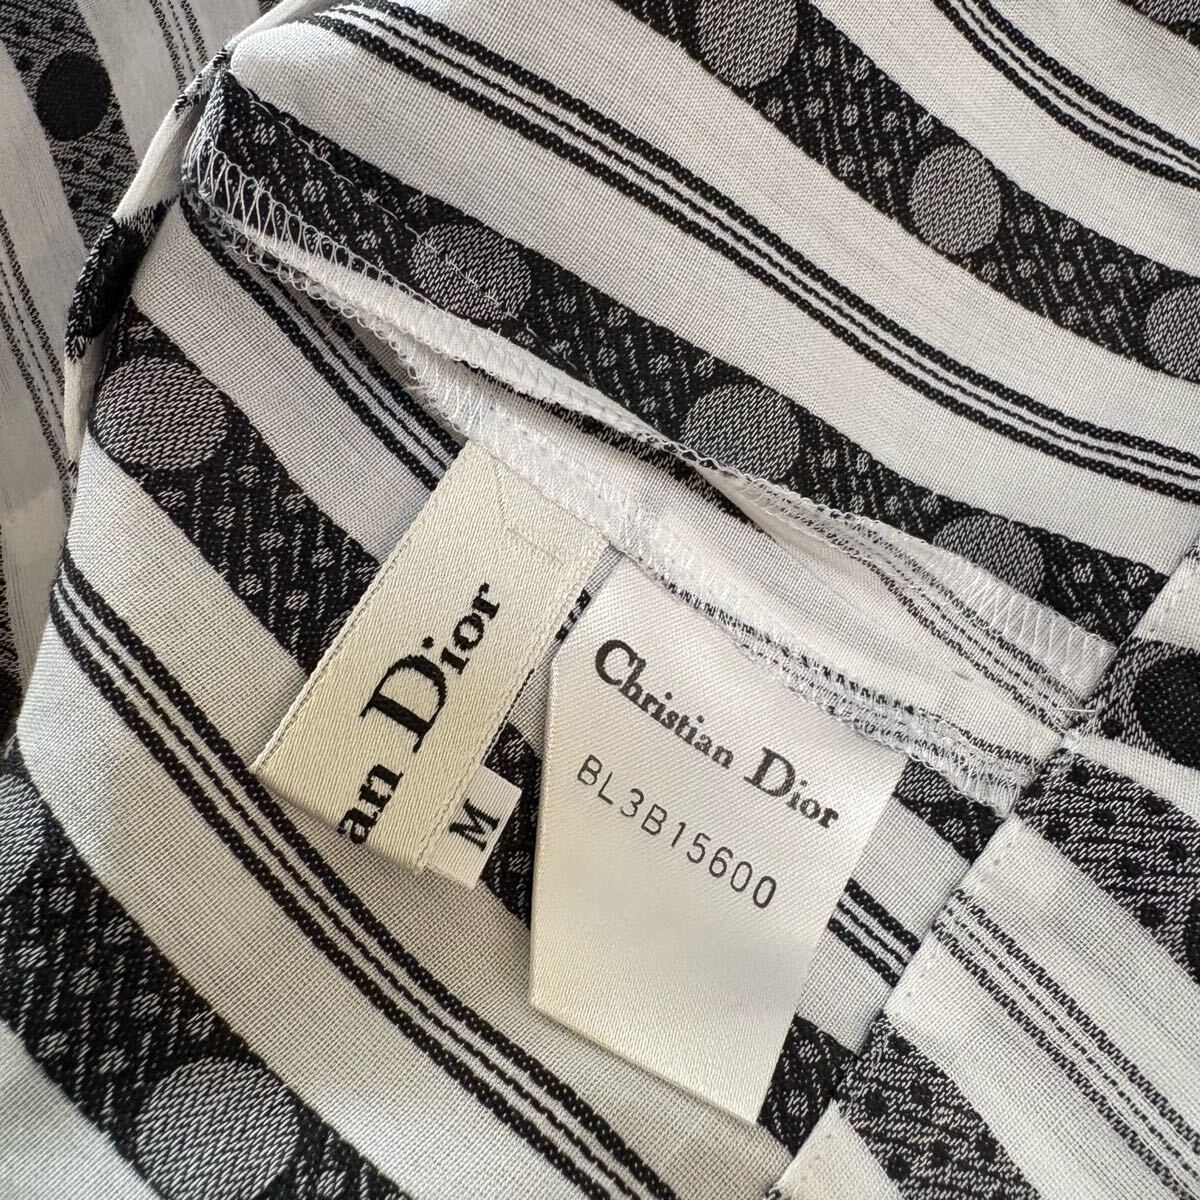 an Dior
M
Christian Dior
BL3B15600